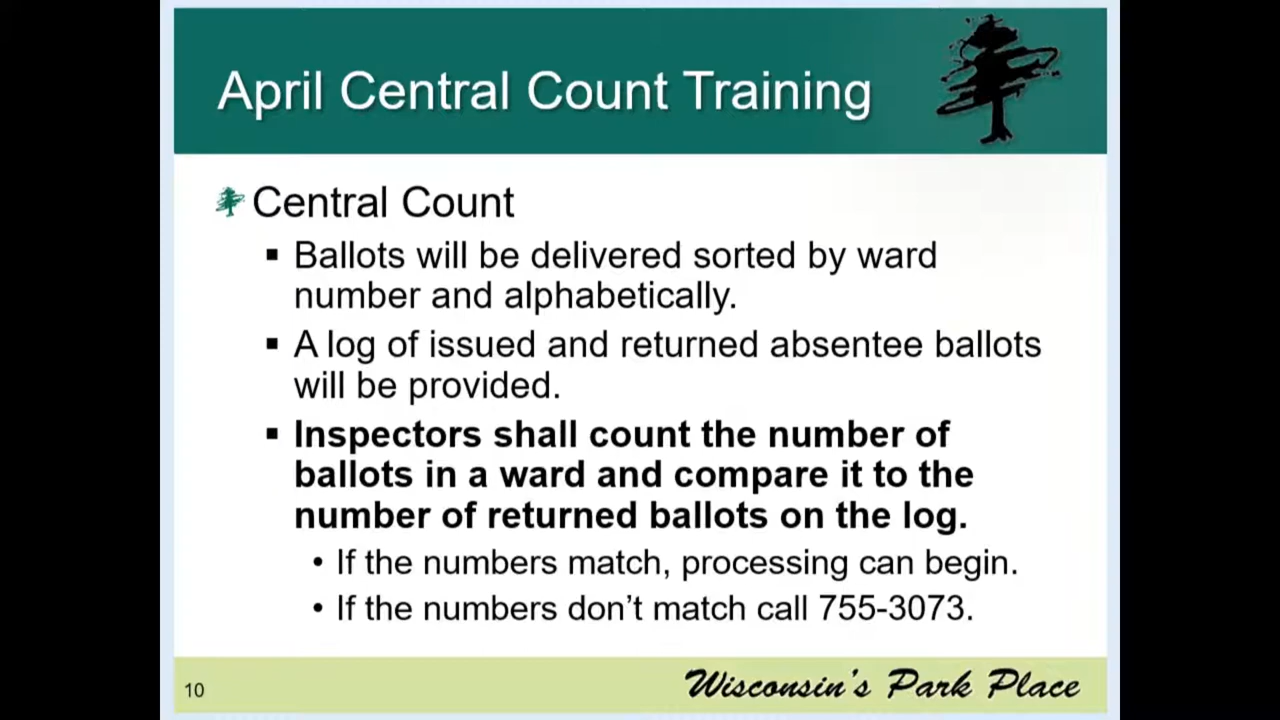 April Central Count Training
Central Count
▪ Ballots will be delivered sorted by ward
number and alphabetically.
▪ A log of issued and returned absentee ballots
will be provided.
▪ Inspectors shall count the number of
ballots in a ward and compare it to the
number of returned ballots on the log.
• If the numbers match, processing can begin.
• If the numbers don’t match call 755-3073.
10
Wisconsin's Park Place